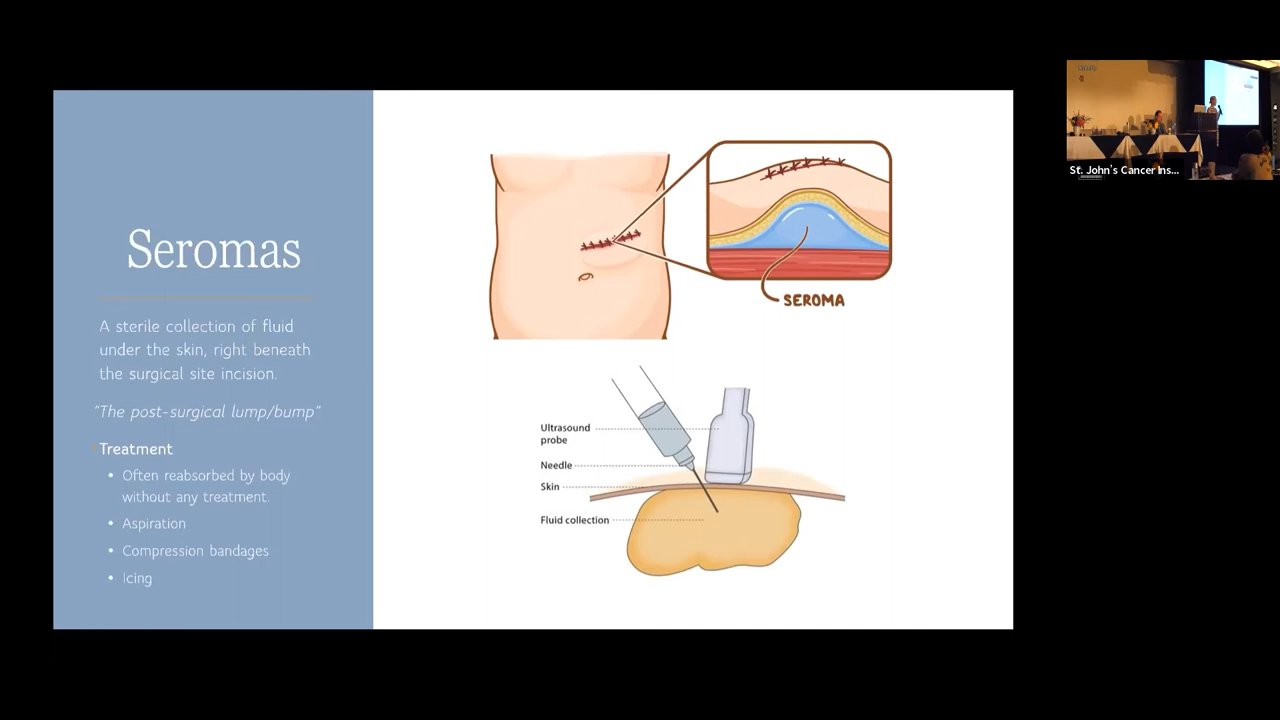 Seromas
A sterile collection of fluid
under the skin, right beneath
the surgical site incision.
"The post-surgical lump/bump"
Treatment
• Often reabsorbed by body
without any treatment.
• Aspiration
• Compression bandages
• Icing
SEROMA
Ultrasound
probe
Needle
Skin
Fluid collection
St. John's Cancer Ins...